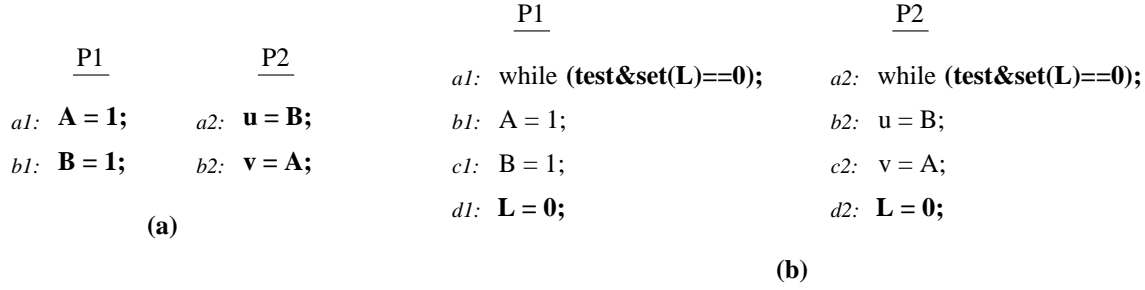 P1 P2
a1: A = 1; a2: u = B;
b1: B = 1; b2: v = A;
(a)
P1 P2
a1: while (test&set(L)==0); a2: while (test&set(L)==0);
b1: A = 1; b2: u = B;
c1: B = 1; c2: v = A;
d1: L = 0; d2: L = 0;
(b)